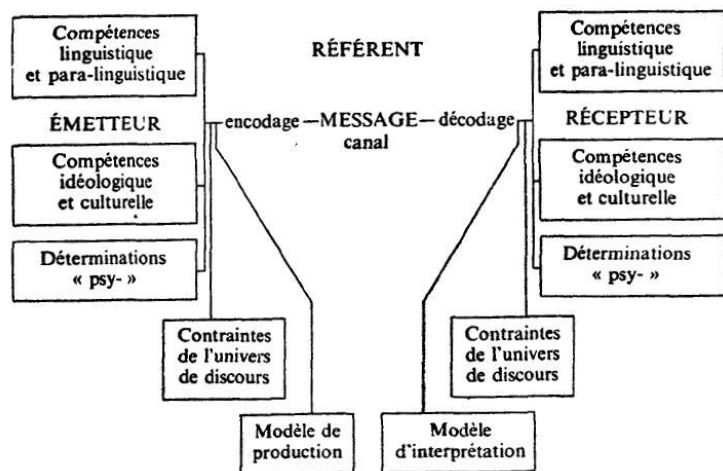 Compétences
linguistique
et para-linguistique
RÉFÉRENT
Compétences
linguistique
et para-linguistique
ÉMETTEUR
encodage — MESSAGE — décodage
canal
RÉCEPTEUR
Compétences
idéologique
et culturelle
Compétences
idéologique
et culturelle
Déterminations
« psy- »
Déterminations
« psy- »
Contraintes
de l'univers
de discours
Contraintes
de l'univers
de discours
Modèle de
production
Modèle
d'interprétation